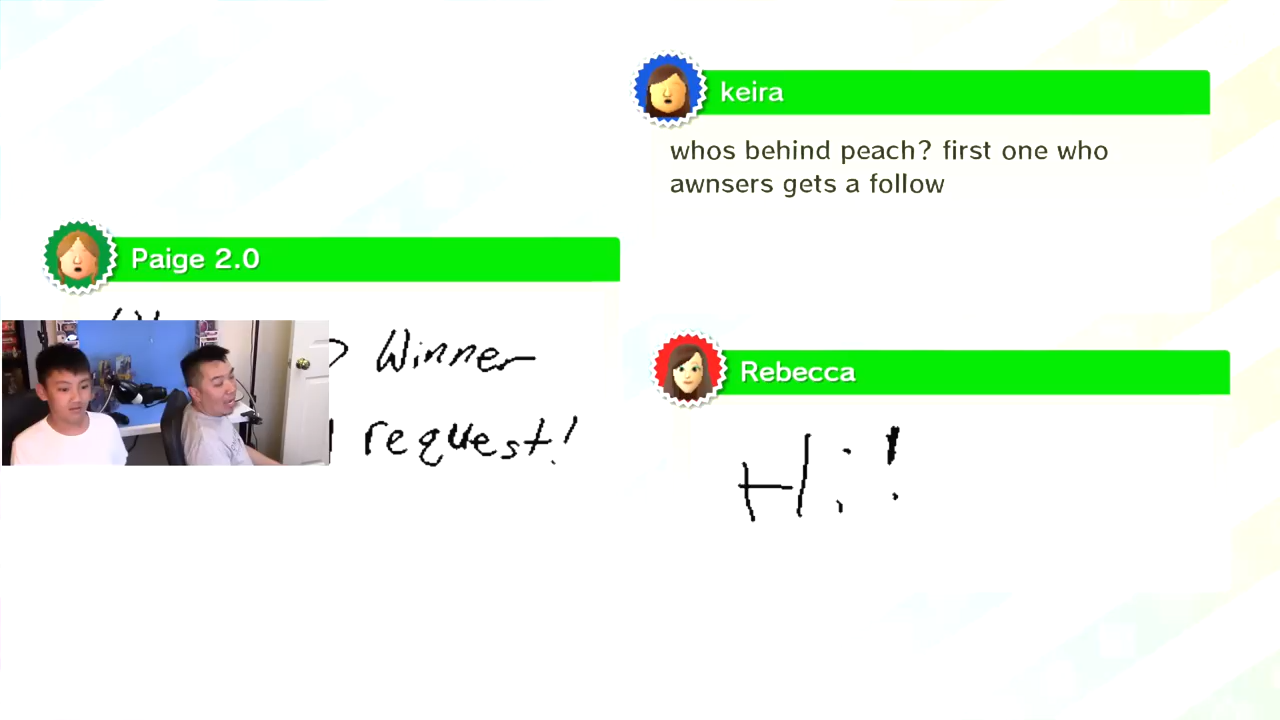 keira
whos behind peach? first one who
awnsers gets a follow
Paige 2.0
Winner
request!
Rebecca
Hi!